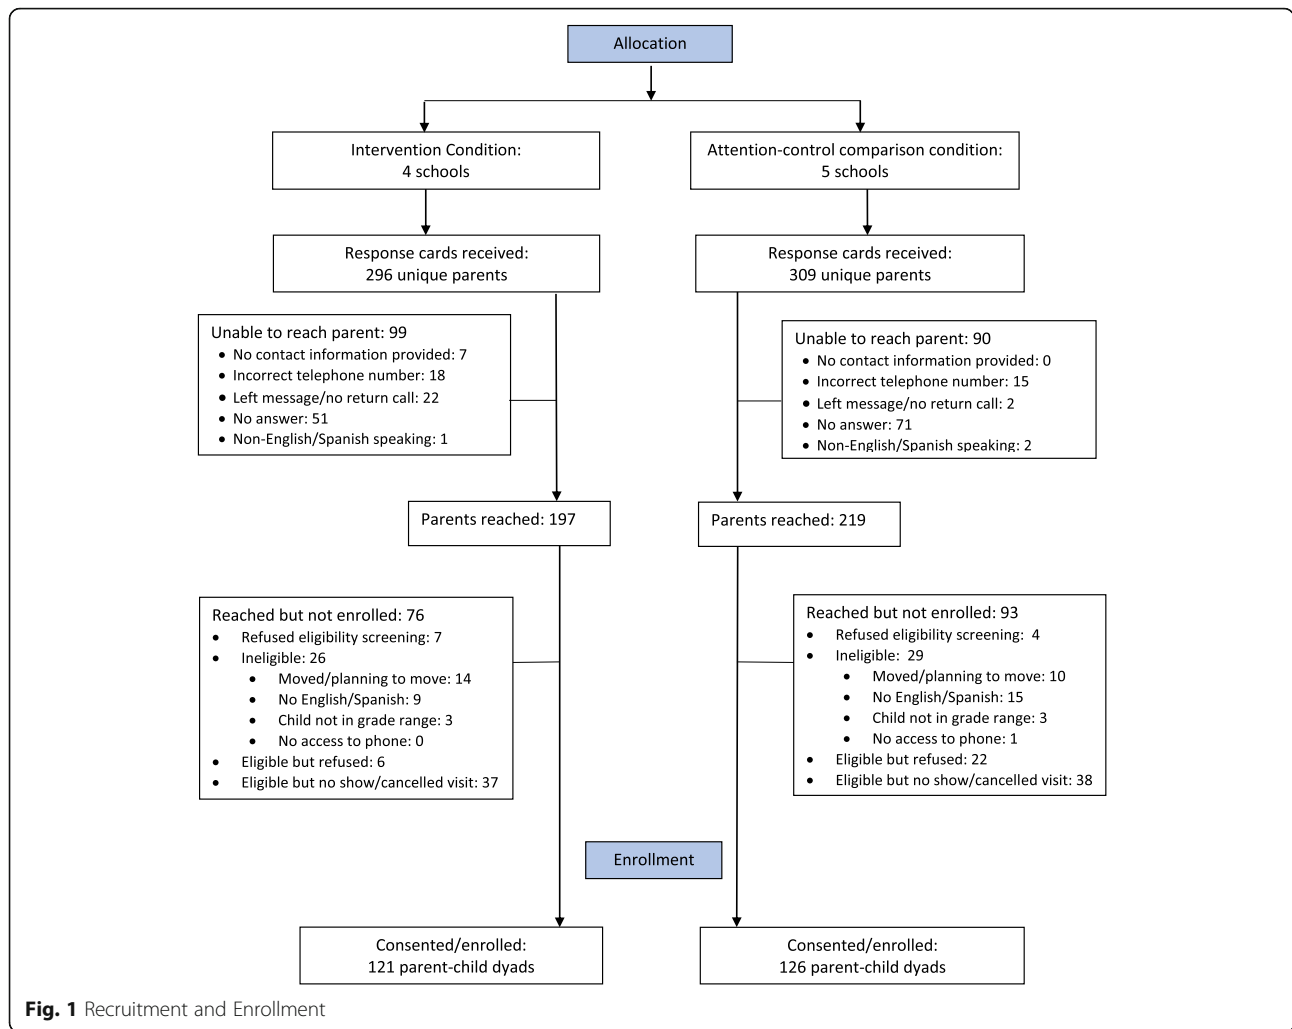 Allocation
Intervention Condition:
4 schools
Attention-control comparison condition:
5 schools
Response cards received:
296 unique parents
Response cards received:
309 unique parents
Unable to reach parent: 99
• No contact information provided: 7
• Incorrect telephone number: 18
• Left message/no return call: 22
• No answer: 51
• Non-English/Spanish speaking: 1
Unable to reach parent: 90
• No contact information provided: 0
• Incorrect telephone number: 15
• Left message/no return call: 2
• No answer: 71
• Non-English/Spanish speaking: 2
Parents reached: 197
Parents reached: 219
Reached but not enrolled: 76
• Refused eligibility screening: 7
• Ineligible: 26
• Moved/planning to move: 14
• No English/Spanish: 9
• Child not in grade range: 3
• No access to phone: 0
• Eligible but refused: 6
• Eligible but no show/cancelled visit: 37
Reached but not enrolled: 93
• Refused eligibility screening: 4
• Ineligible: 29
• Moved/planning to move: 10
• No English/Spanish: 15
• Child not in grade range: 3
• No access to phone: 1
• Eligible but refused: 22
• Eligible but no show/cancelled visit: 38
Enrollment
Consented/enrolled:
121 parent-child dyads
Consented/enrolled:
126 parent-child dyads
Fig. 1 Recruitment and Enrollment